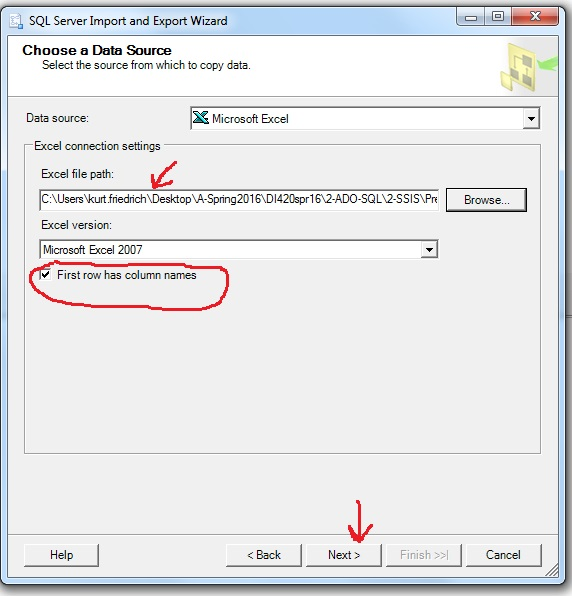 SQL Server Import and Export Wizard
Choose a Data Source
Select the source from which to copy data.
Data source:
Microsoft Excel
Excel connection settings
Excel file path:
C:\Users\kurt.friedrich\Desktop\A-Spring2016\DI420spr16\2-ADO-SQL\2-SSIS\Pre
Browse...
Excel version:
Microsoft Excel 2007
First row has column names
Help
< Back
Next >
Finish >>|
Cancel